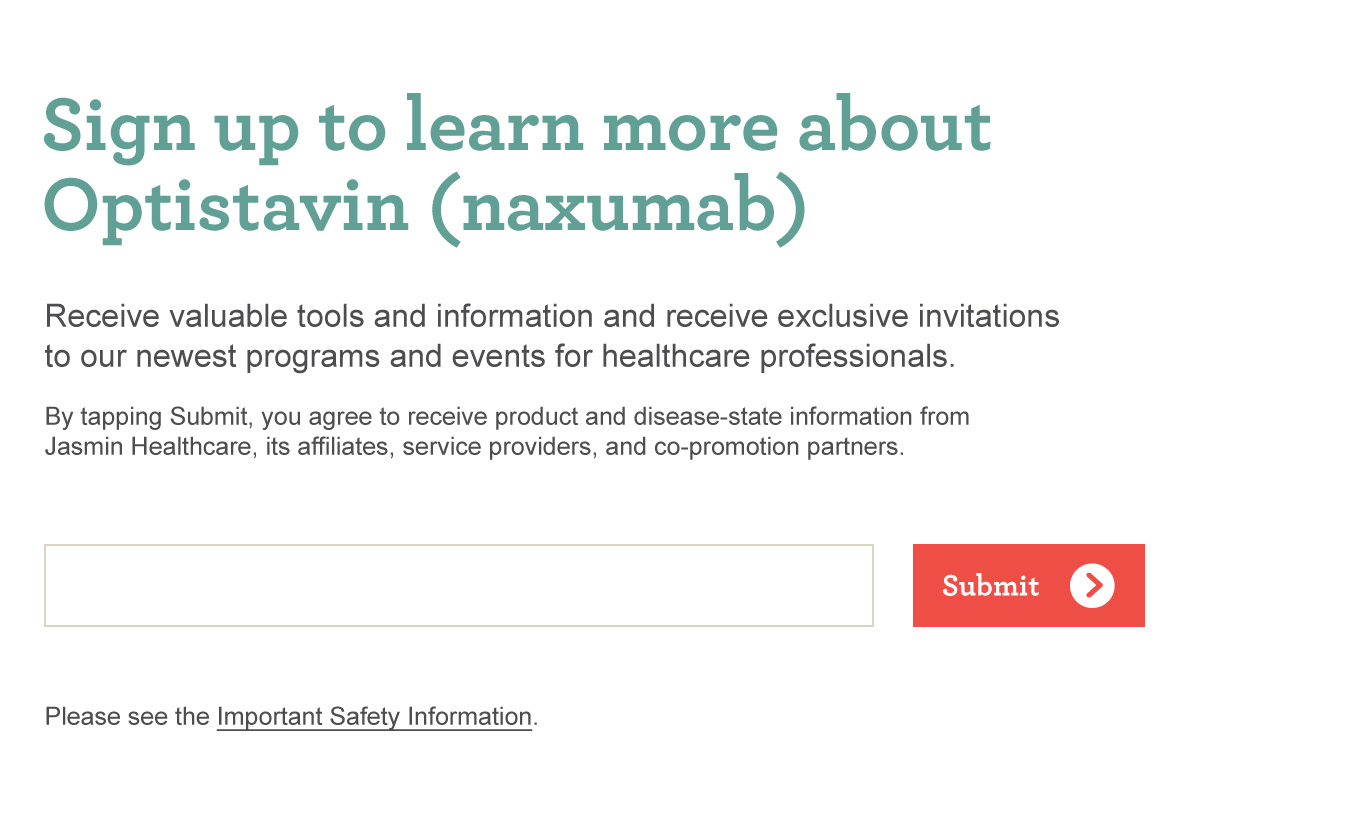 Sign up to learn more about
Optistavin (naxumab)
Receive valuable tools and information and receive exclusive invitations
to our newest programs and events for healthcare professionals.
By tapping Submit, you agree to receive product and disease-state information from
Jasmin Healthcare, its affiliates, service providers, and co-promotion partners.
Submit
Please see the Important Safety Information.